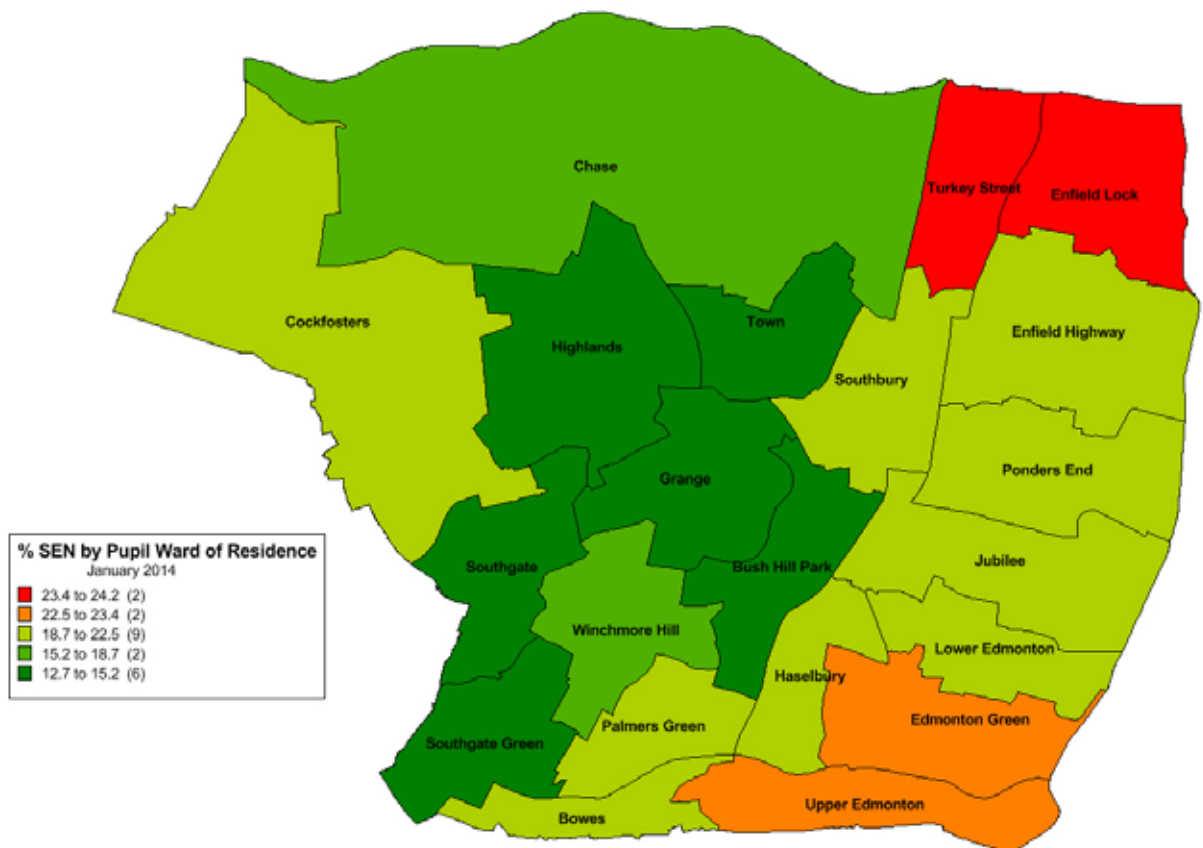 Chase
Turkey Street
Enfield Lock
Cockfosters
Highlands
Town
Enfield Highway
Southbury
Grange
Ponders End
% SEN by Pupil Ward of Residence
January 2014
23.4 to 24.2 (2)
22.5 to 23.4 (2)
18.7 to 22.5 (9)
15.2 to 18.7 (2)
12.7 to 15.2 (6)
Southgate
Bush Hill Park
Jubilee
Winchmore Hill
Lower Edmonton
Haselbury
Palmers Green
Edmonton Green
Southgate Green
Upper Edmonton
Bowes